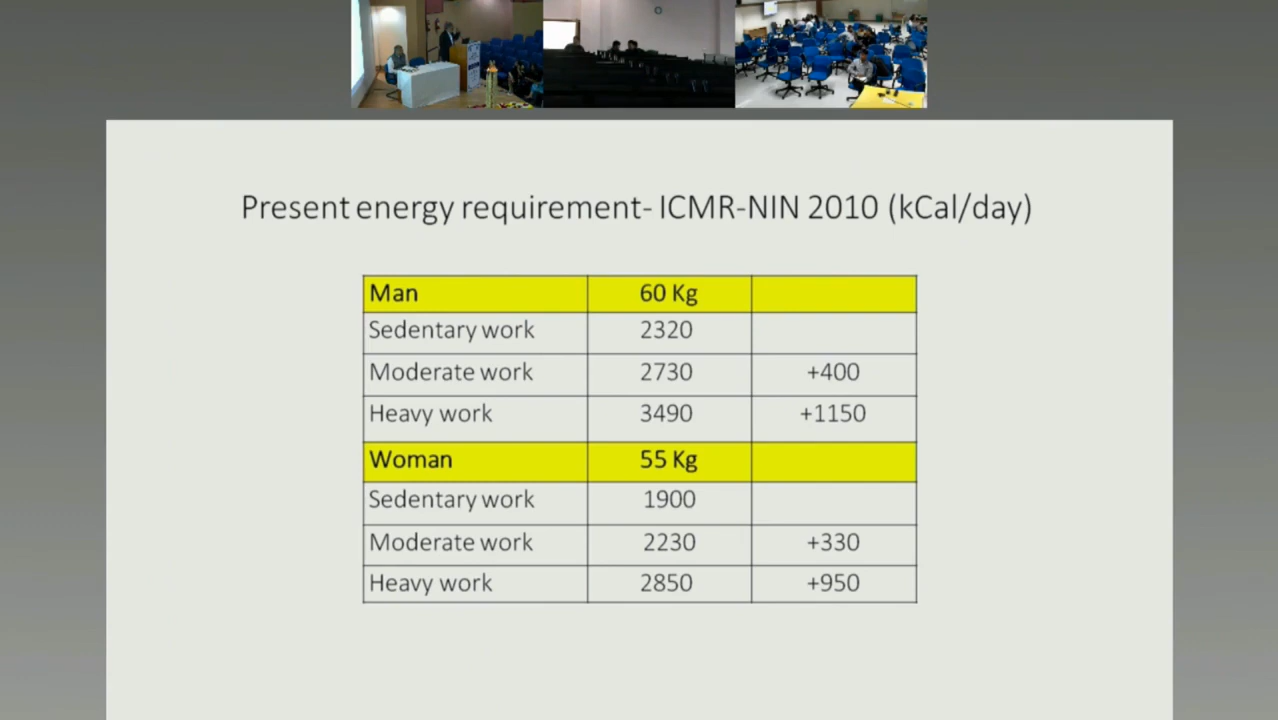 Present energy requirement- ICMR-NIN 2010 (kCal/day)
Man 60 Kg
Sedentary work 2320
Moderate work 2730 +400
Heavy work 3490 +1150
Woman 55 Kg
Sedentary work 1900
Moderate work 2230 +330
Heavy work 2850 +950